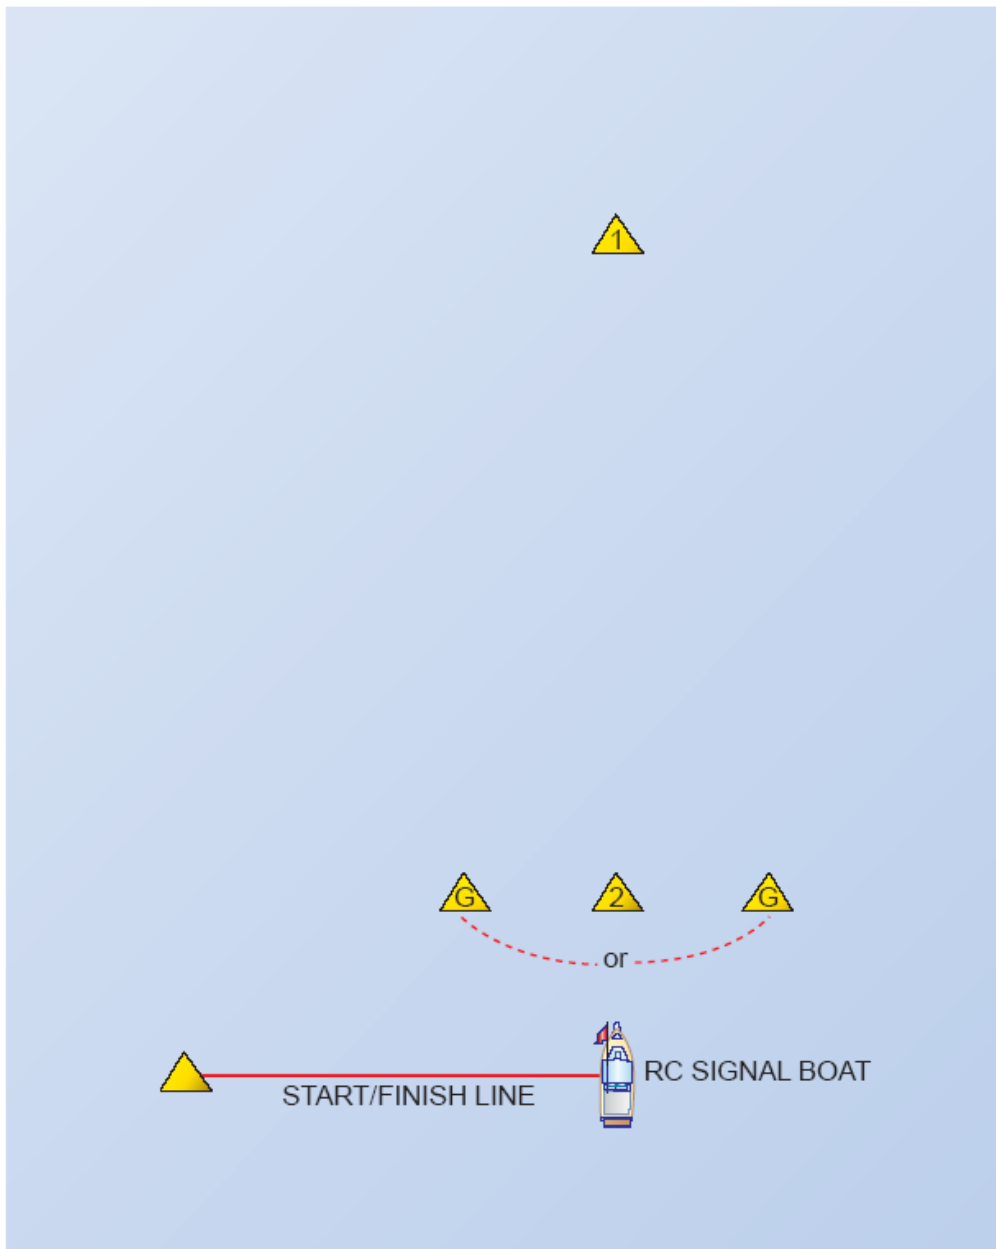 1
G 2 G
or
RC SIGNAL BOAT
START/FINISH LINE